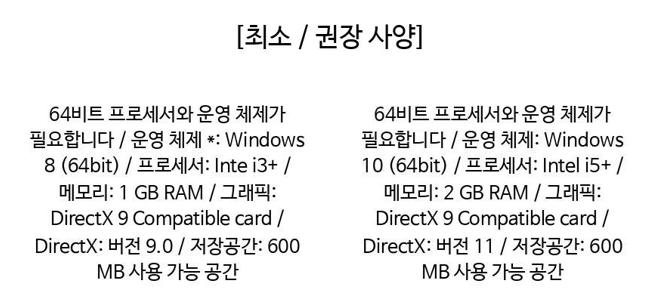 [최소 / 권장 사양]
64비트 프로세서와 운영 체제가
필요합니다 / 운영 체제 *: Windows
8 (64bit) / 프로세서: Inte i3+ /
메모리: 1 GB RAM / 그래픽:
DirectX 9 Compatible card /
DirectX: 버전 9.0 / 저장공간: 600
MB 사용 가능 공간
64비트 프로세서와 운영 체제가
필요합니다 / 운영 체제: Windows
10 (64bit) / 프로세서: Intel i5+ /
메모리: 2 GB RAM / 그래픽:
DirectX 9 Compatible card /
DirectX: 버전 11 / 저장공간: 600
MB 사용 가능 공간